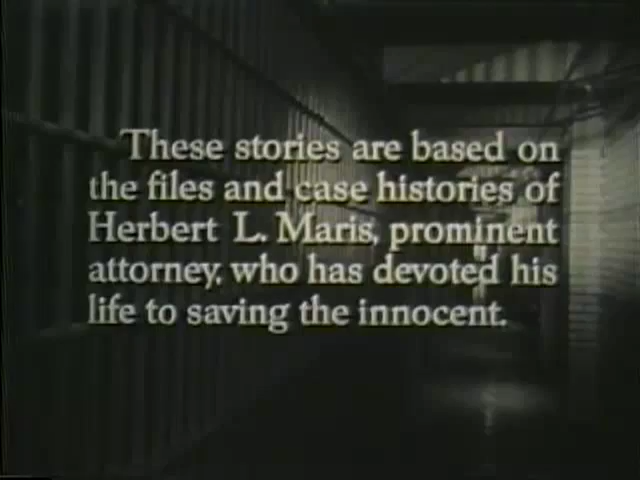 These stories are based on
the files and case histories of
Herbert L. Maris, prominent
attorney, who has devoted his
life to saving the innocent.